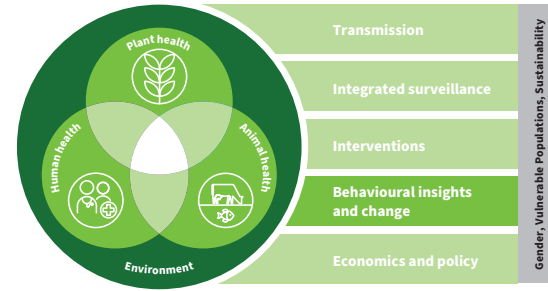 Plant health
Human health
Animal health
Environment
Transmission
Integrated surveillance
Interventions
Behavioural insights
and change
Economics and policy
Gender, Vulnerable Populations, Sustainability